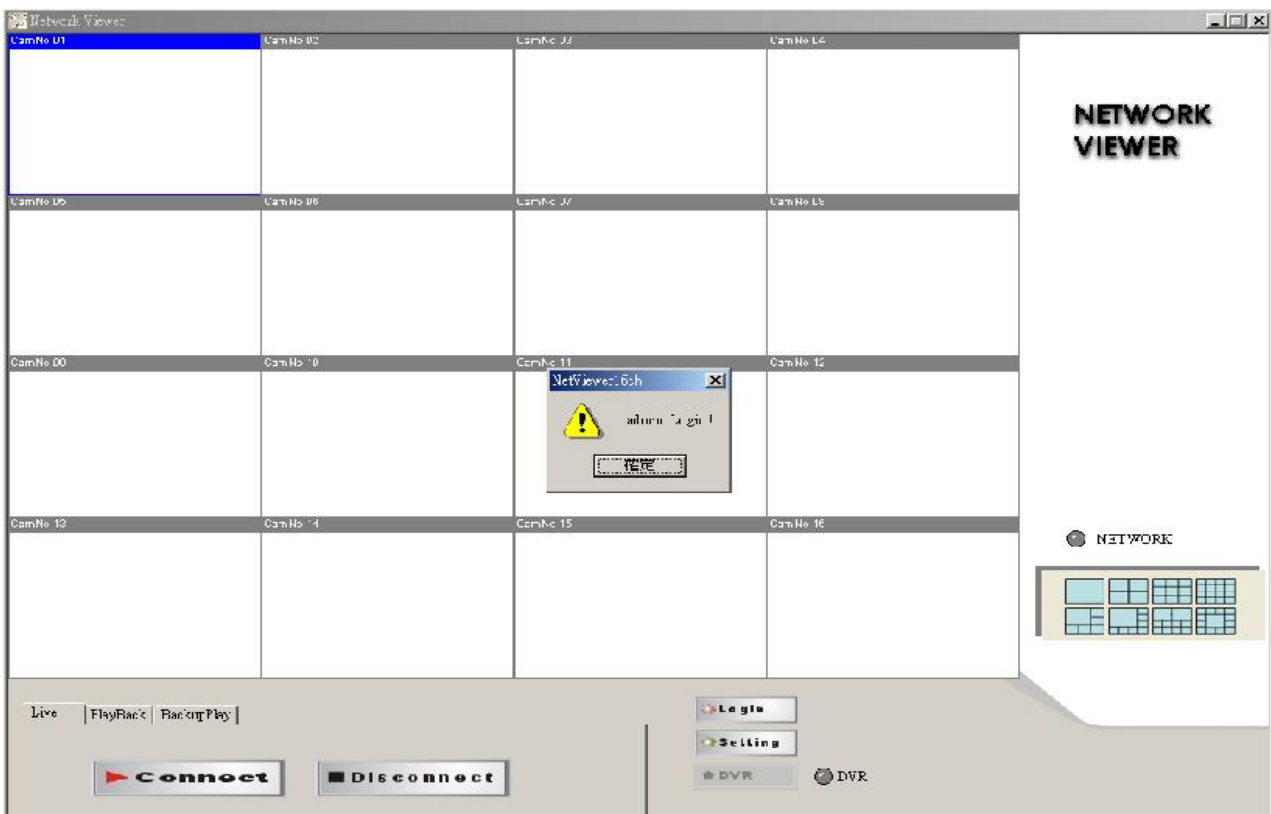 Network Viewer
CamNo 01 CamNo 02 CamNo 03 CamNo 04
NETWORK
VIEWER
CamNo 05 CamNo 06 CamNo 07 CamNo 08
CamNo 09 CamNo 10 CamNo 11 CamNo 12
NetViewer16ch
確定
CamNo 13 CamNo 14 CamNo 15 CamNo 16
NETWORK
Live PlayBack BackupPlay
Login
Setting
Connect Disconnect
DVR DVR